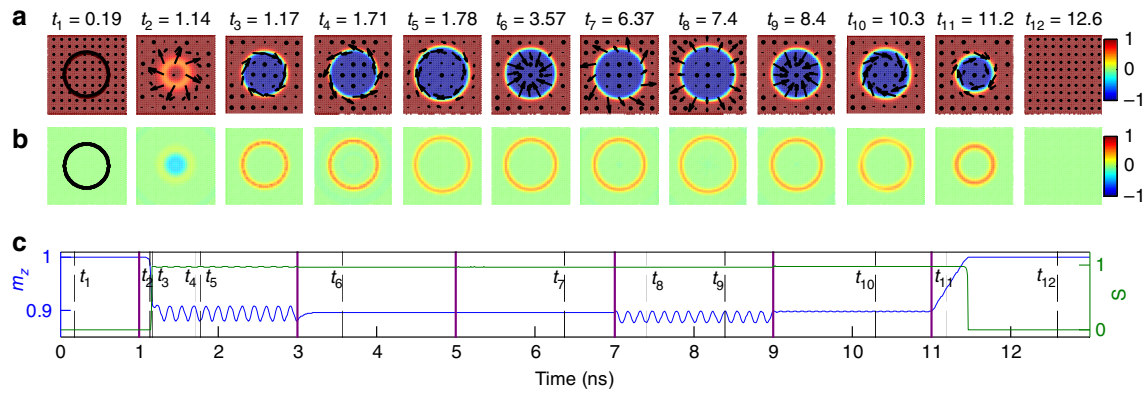 a t₁ = 0.19 t₂ = 1.14 t₃ = 1.17 t₄ = 1.71 t₅ = 1.78 t₆ = 3.57 t₇ = 6.37 t₈ = 7.4 t₉ = 8.4 t₁₀ = 10.3 t₁₁ = 11.2 t₁₂ = 12.6
1
0
−1
b
1
0
−1
c
1
0.9
m_z
t₁ t₂ t₃ t₄ t₅ t₆ t₇ t₈ t₉ t₁₀ t₁₁ t₁₂
1
0
S
0 1 2 3 4 5 6 7 8 9 10 11 12
Time (ns)